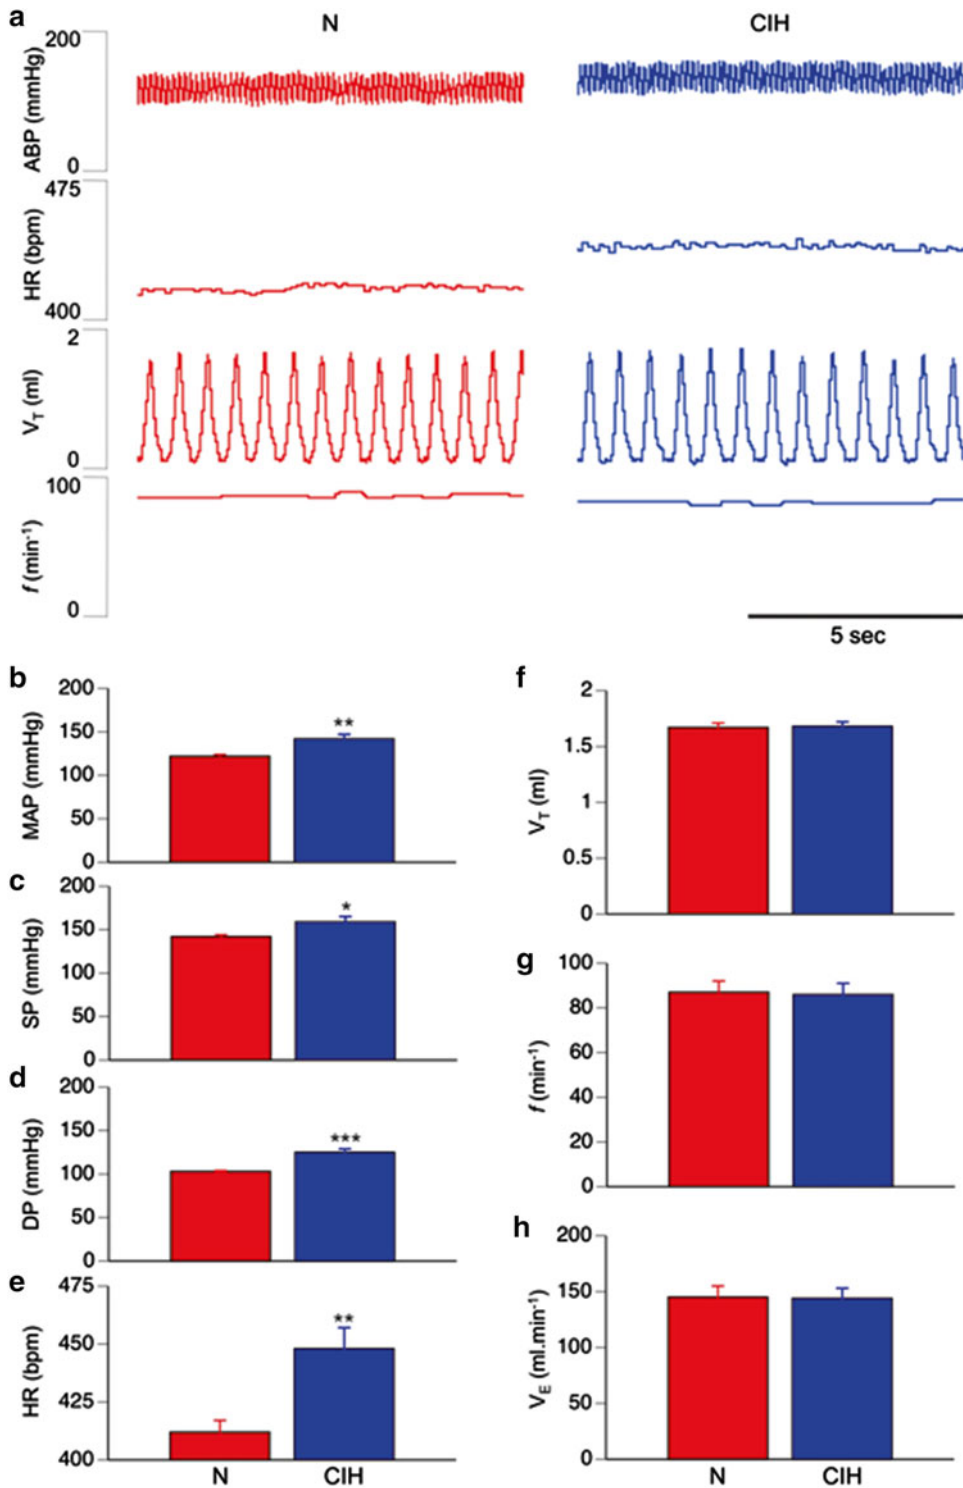 a
N
CIH
200
ABP (mmHg)
0
475
HR (bpm)
400
2
V_T (ml)
0
100
f (min⁻¹)
0
5 sec
b
200
150
100
50
0
MAP (mmHg)
**
c
200
150
100
50
0
SP (mmHg)
*
d
200
150
100
50
0
DP (mmHg)
***
e
475
450
425
400
HR (bpm)
**
N
CIH
f
2
1.5
1
0.5
0
V_T (ml)
g
100
80
60
40
20
0
f (min⁻¹)
h
200
150
100
50
0
V_E (ml.min⁻¹)
N
CIH